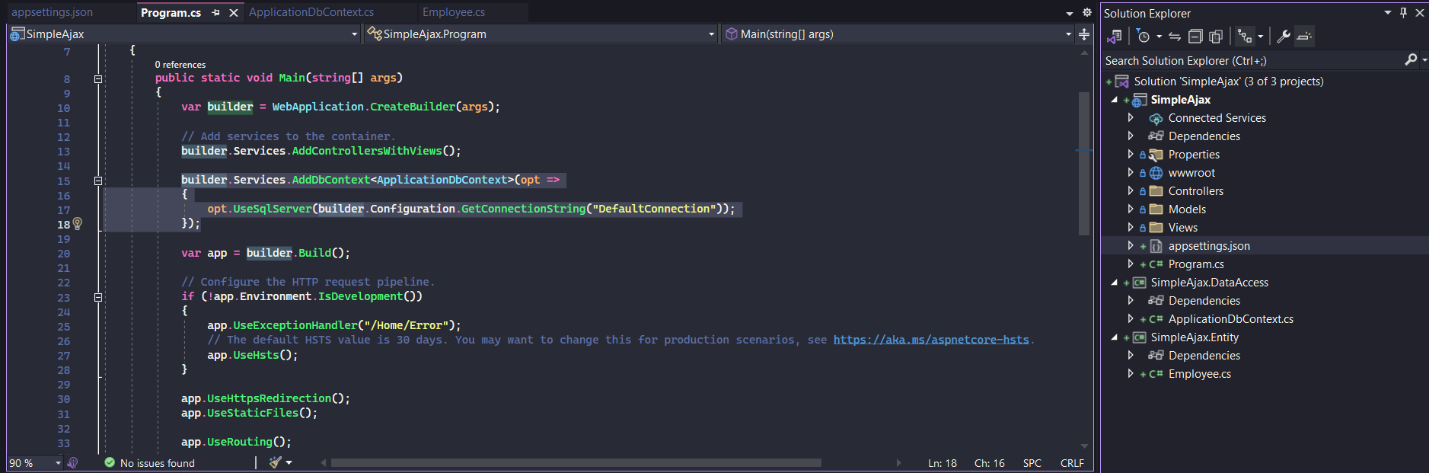 appsettings.json
Program.cs
ApplicationDbContext.cs
Employee.cs
SimpleAjax
SimpleAjax.Program
Main(string[] args)
7 {
0 references
8 public static void Main(string[] args)
9 {
10 var builder = WebApplication.CreateBuilder(args);
11
12 // Add services to the container.
13 builder.Services.AddControllersWithViews();
14
15 builder.Services.AddDbContext<ApplicationDbContext>(opt =>
16 {
17 opt.UseSqlServer(builder.Configuration.GetConnectionString("DefaultConnection"));
18 });
19
20 var app = builder.Build();
21
22 // Configure the HTTP request pipeline.
23 if (!app.Environment.IsDevelopment())
24 {
25 app.UseExceptionHandler("/Home/Error");
26 // The default HSTS value is 30 days. You may want to change this for production scenarios, see https://aka.ms/aspnetcore-hsts.
27 app.UseHsts();
28 }
29
30 app.UseHttpsRedirection();
31 app.UseStaticFiles();
32
33 app.UseRouting();
90 %
No issues found
Ln: 18 Ch: 16 SPC CRLF
Solution Explorer
Search Solution Explorer (Ctrl+;)
Solution 'SimpleAjax' (3 of 3 projects)
SimpleAjax
Connected Services
Dependencies
Properties
wwwroot
Controllers
Models
Views
appsettings.json
C# Program.cs
SimpleAjax.DataAccess
Dependencies
C# ApplicationDbContext.cs
SimpleAjax.Entity
Dependencies
C# Employee.cs